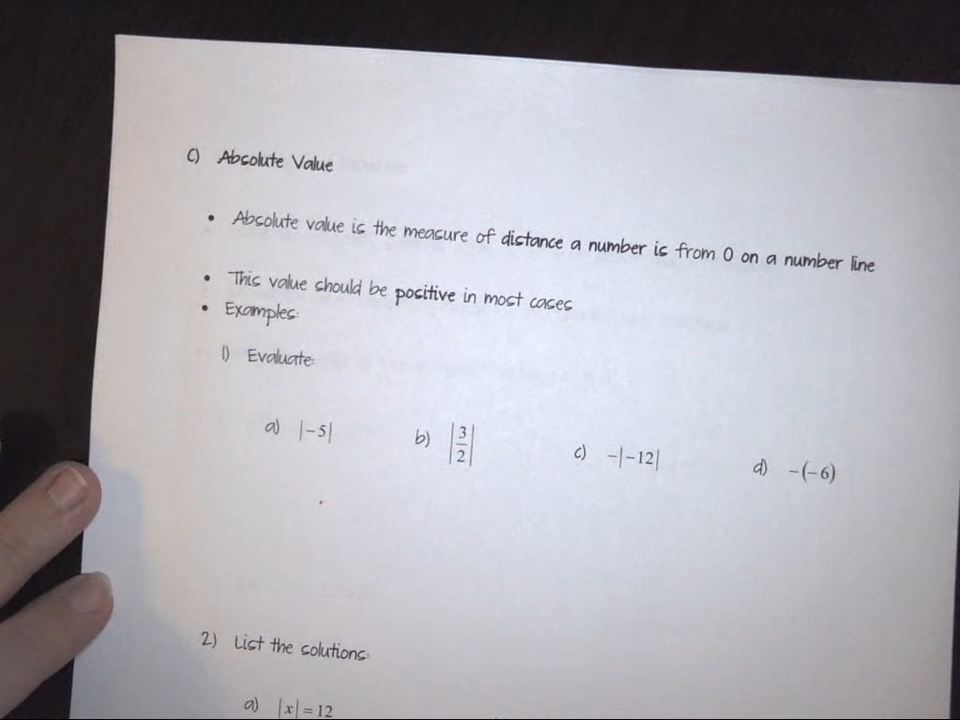 C) Absolute Value
• Absolute value is the measure of distance a number is from 0 on a number line
• This value should be positive in most cases
• Examples:
1) Evaluate:
a) |-5| b) |3/2| c) -|-12| d) -(-6)
2) List the solutions:
a) |x| = 12